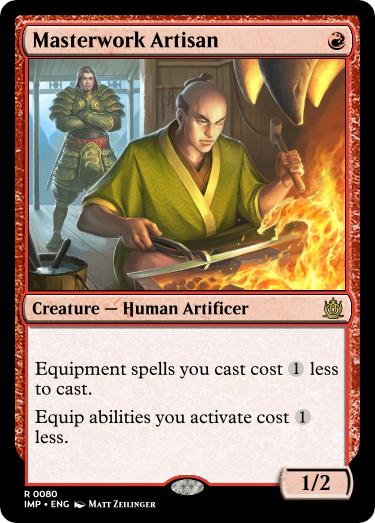 Masterwork Artisan
Creature — Human Artificer
Equipment spells you cast cost 1 less
to cast.
Equip abilities you activate cost 1
less.
1/2
R 0080
IMP • ENG MATT ZEILINGER